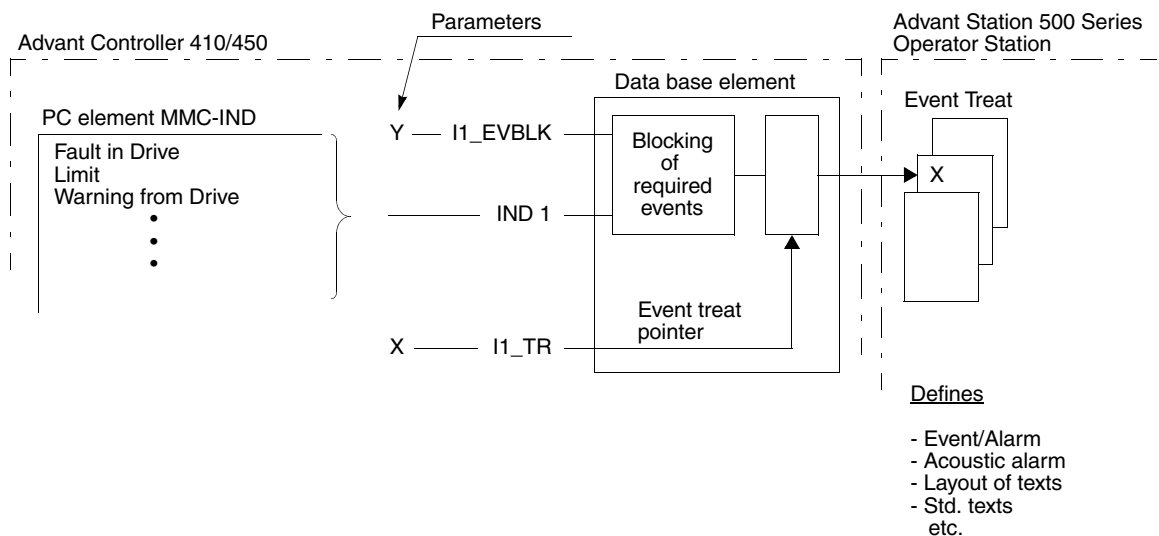 Parameters
Advant Controller 410/450
Advant Station 500 Series
Operator Station
Data base element
Event Treat
PC element MMC-IND
Fault in Drive
Limit
Warning from Drive
•
•
•
Y
I1_EVBLK
Blocking
of
required
events
X
IND 1
Event treat
pointer
X
I1_TR
Defines
- Event/Alarm
- Acoustic alarm
- Layout of texts
- Std. texts
etc.